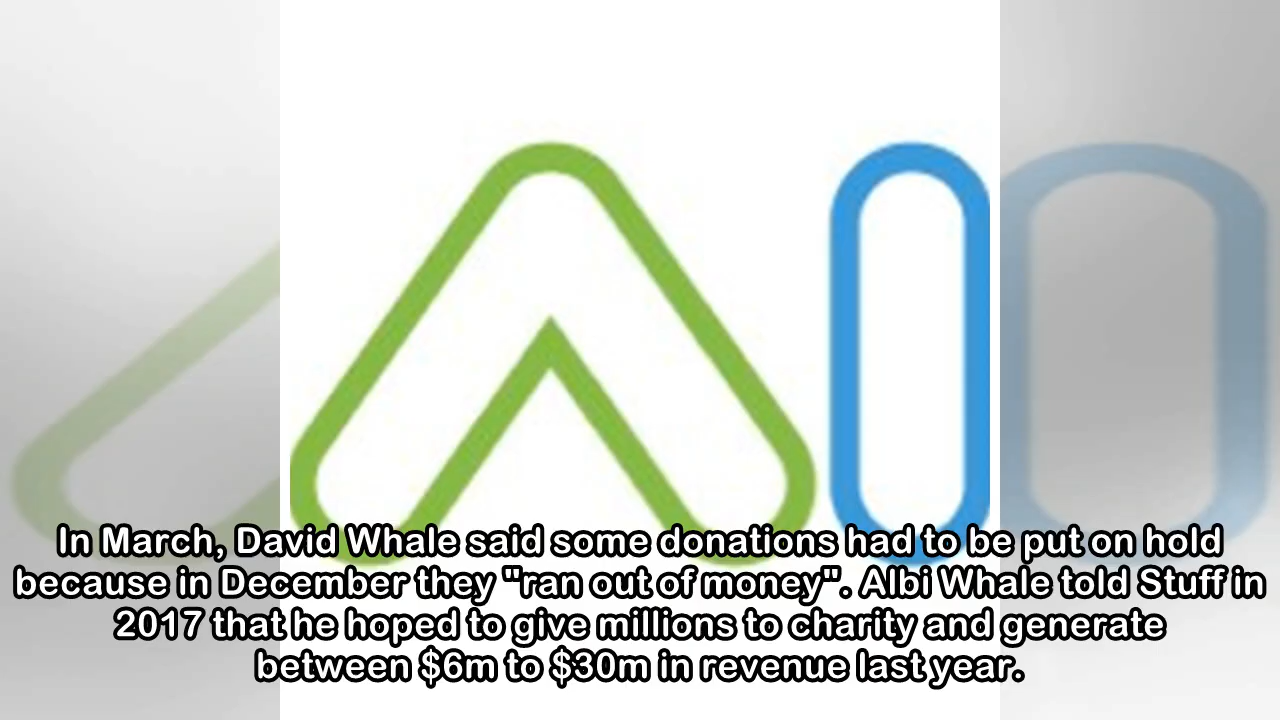 AI
In March, David Whale said some donations had to be put on hold
because in December they "ran out of money". Albi Whale told Stuff in
2017 that he hoped to give millions to charity and generate
between $6m to $30m in revenue last year.